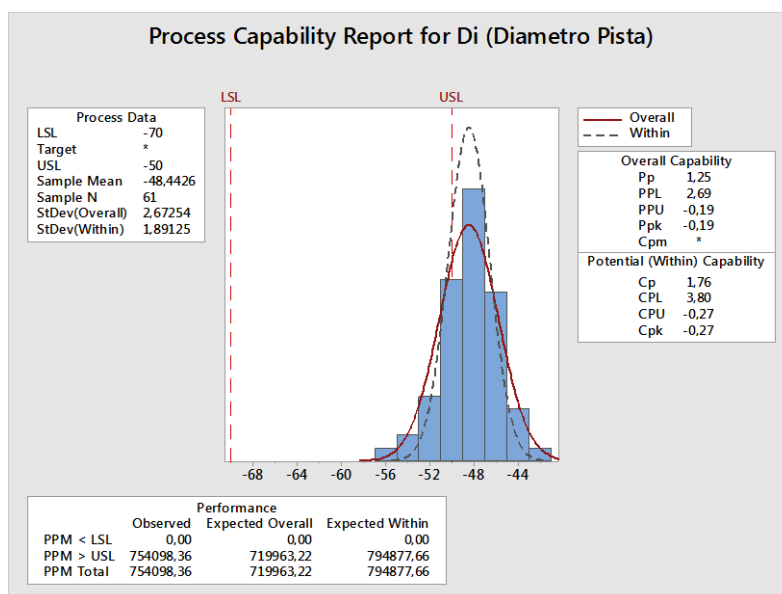 Process Capability Report for Di (Diametro Pista)
LSL USL
Process Data
LSL -70
Target *
USL -50
Sample Mean -48,4426
Sample N 61
StDev(Overall) 2,67254
StDev(Within) 1,89125
Overall
Within
Overall Capability
Pp 1,25
PPL 2,69
PPU -0,19
Ppk -0,19
Cpm *
Potential (Within) Capability
Cp 1,76
CPL 3,80
CPU -0,27
Cpk -0,27
-68 -64 -60 -56 -52 -48 -44
Performance
Observed Expected Overall Expected Within
PPM < LSL 0,00 0,00 0,00
PPM > USL 754098,36 719963,22 794877,66
PPM Total 754098,36 719963,22 794877,66